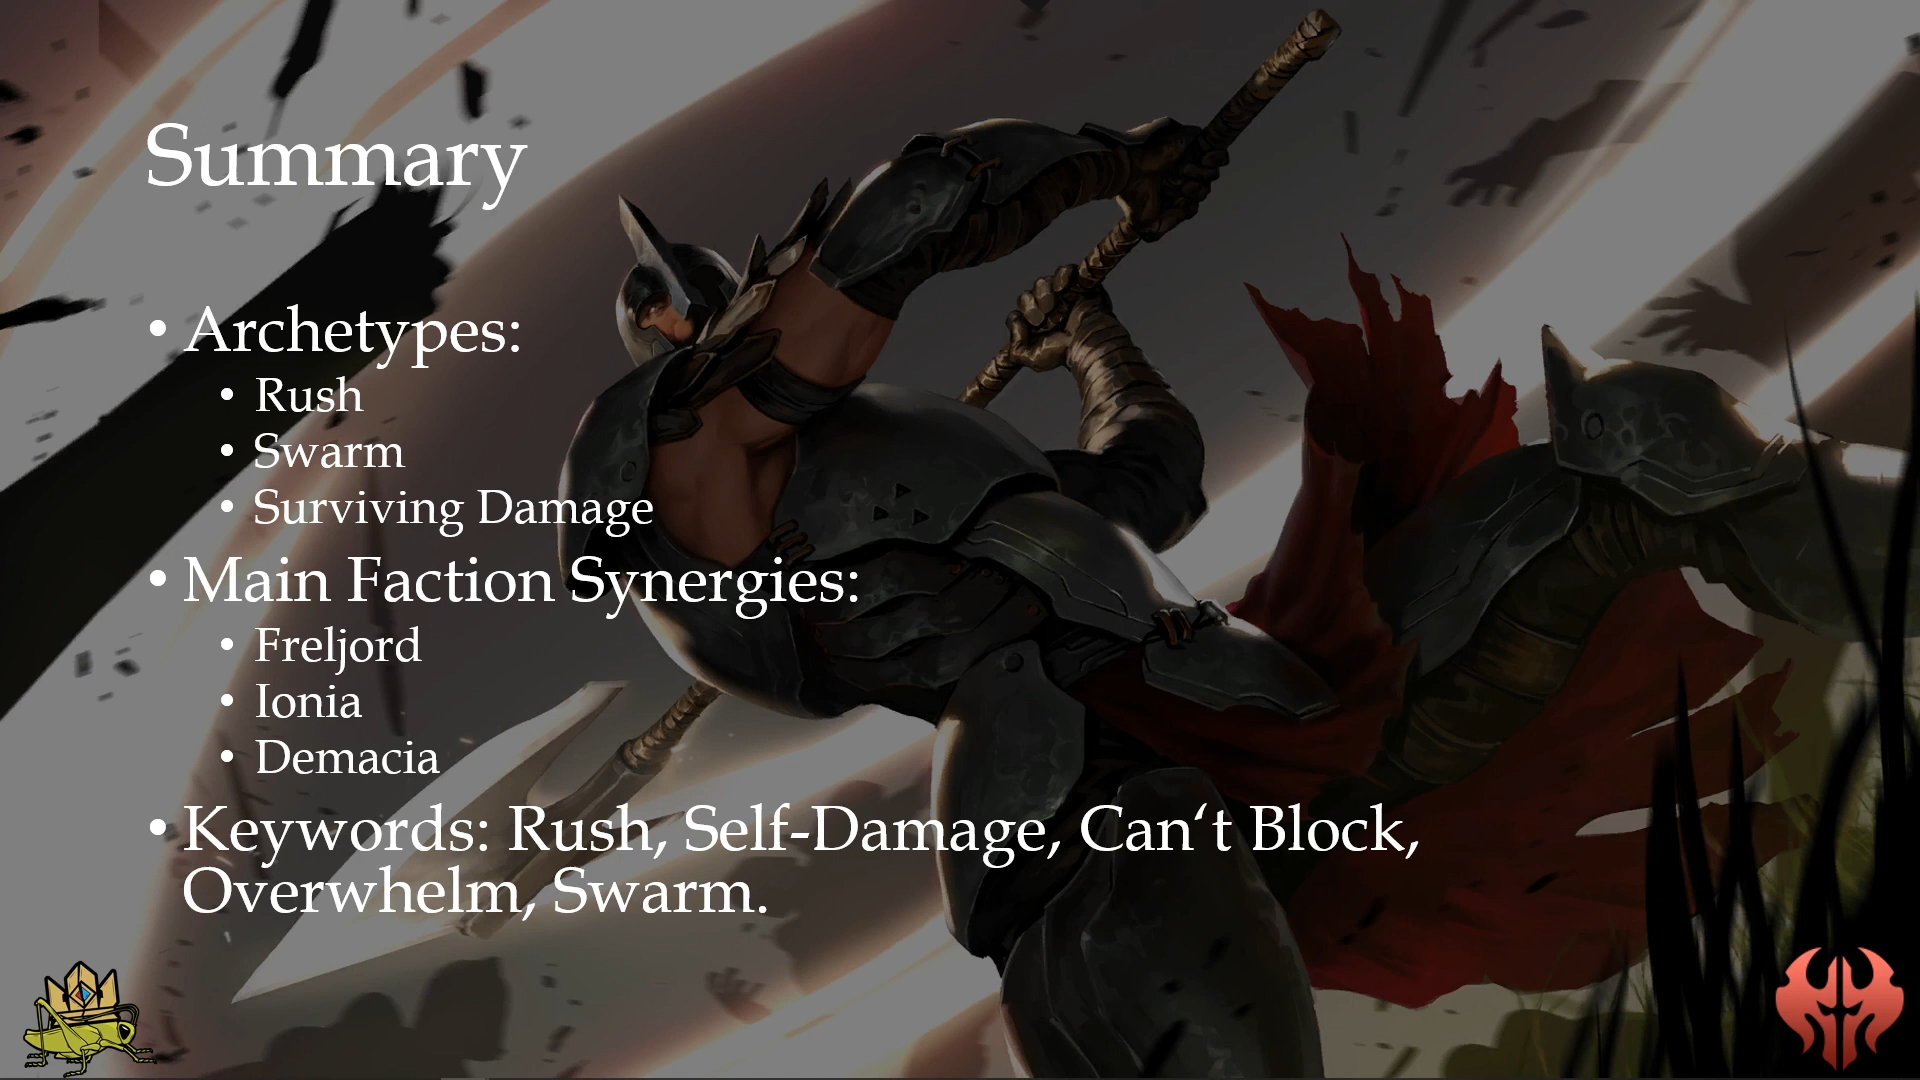 Summary
• Archetypes:
• Rush
• Swarm
• Surviving Damage
• Main Faction Synergies:
• Freljord
• Ionia
• Demacia
• Keywords: Rush, Self-Damage, Can‘t Block,
Overwhelm, Swarm.